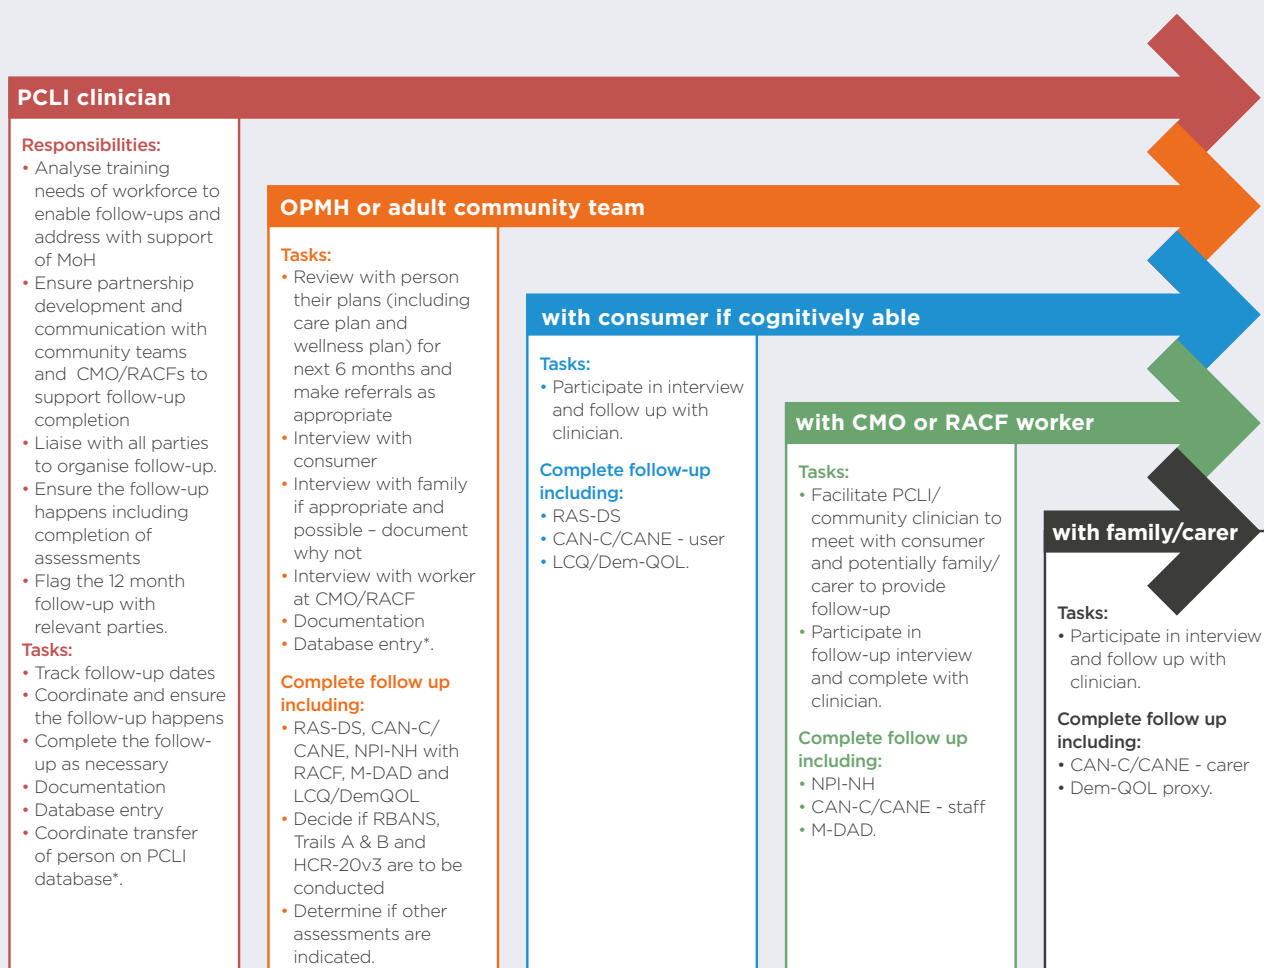 PCLI clinician
Responsibilities:
• Analyse training
needs of workforce to
enable follow-ups and
address with support
of MoH
• Ensure partnership
development and
communication with
community teams
and CMO/RACFs to
support follow-up
completion
• Liaise with all parties
to organise follow-up.
• Ensure the follow-up
happens including
completion of
assessments
• Flag the 12 month
follow-up with
relevant parties.
Tasks:
• Track follow-up dates
• Coordinate and ensure
the follow-up happens
• Complete the follow-
up as necessary
• Documentation
• Database entry
• Coordinate transfer
of person on PCLI
database*.
OPMH or adult community team
Tasks:
• Review with person
their plans (including
care plan and
wellness plan) for
next 6 months and
make referrals as
appropriate
• Interview with
consumer
• Interview with family
if appropriate and
possible – document
why not
• Interview with worker
at CMO/RACF
• Documentation
• Database entry*.
Complete follow up
including:
• RAS-DS, CAN-C/
CANE, NPI-NH with
RACF, M-DAD and
LCQ/DemQOL
• Decide if RBANS,
Trails A & B and
HCR-20v3 are to be
conducted
• Determine if other
assessments are
indicated.
with consumer if cognitively able
Tasks:
• Participate in interview
and follow up with
clinician.
Complete follow-up
including:
• RAS-DS
• CAN-C/CANE - user
• LCQ/Dem-QOL.
with CMO or RACF worker
Tasks:
• Facilitate PCLI/
community clinician to
meet with consumer
and potentially family/
carer to provide
follow-up
• Participate in
follow-up interview
and complete with
clinician.
Complete follow up
including:
• NPI-NH
• CAN-C/CANE - staff
• M-DAD.
with family/carer
Tasks:
• Participate in interview
and follow up with
clinician.
Complete follow up
including:
• CAN-C/CANE - carer
• Dem-QOL proxy.